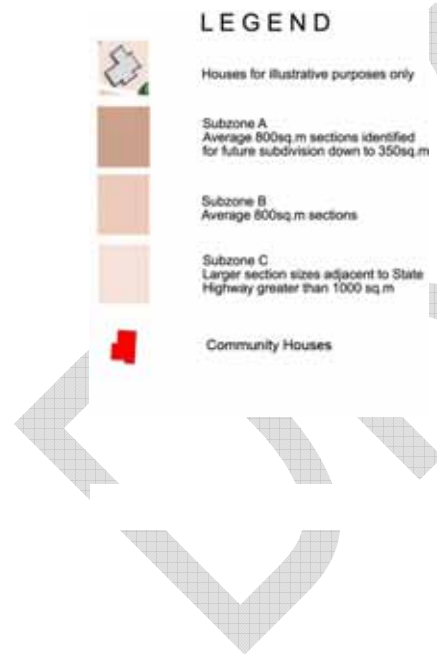 LEGEND
Houses for illustrative purposes only
Subzone A
Average 800sq.m sections identified
for future subdivision down to 350sq.m
Subzone B
Average 800sq.m sections
Subzone C
Larger section sizes adjacent to State
Highway greater than 1000 sq.m
Community Houses